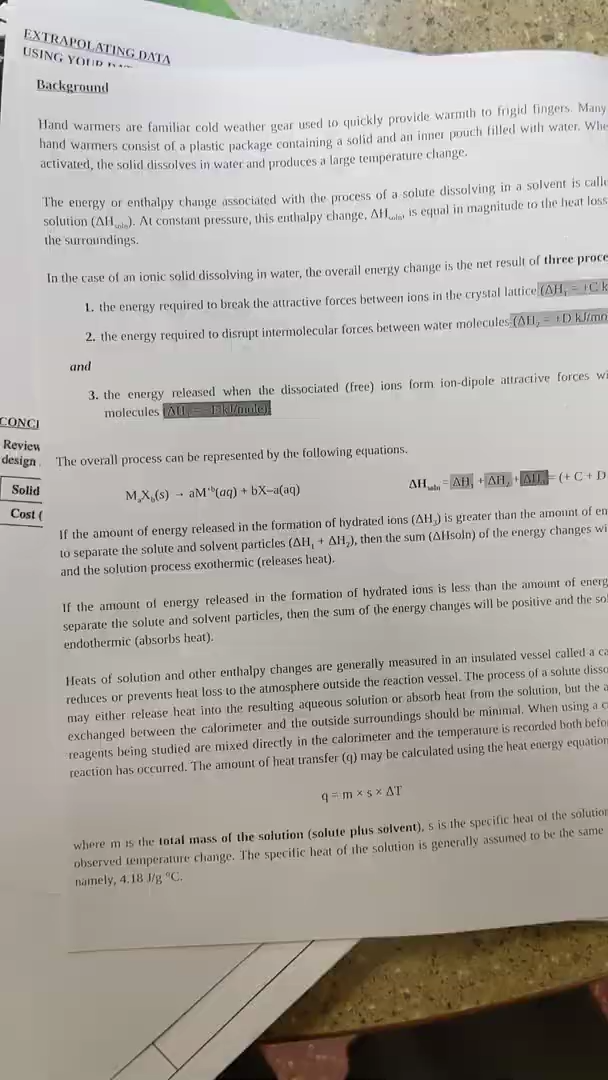 EXTRAPOLATING DATA
USING YOUR
Background
Hand warmers are familiar cold weather gear used to quickly provide warmth to frigid fingers. Many
hand warmers consist of a plastic package containing a solid and an inner pouch filled with water. Whe
activated, the solid dissolves in water and produces a large temperature change.
The energy or enthalpy change associated with the process of a solute dissolving in a solvent is calle
solution (ΔHsoln). At constant pressure, this enthalpy change, ΔHsoln, is equal in magnitude to the heat loss
the surroundings.
In the case of an ionic solid dissolving in water, the overall energy change is the net result of three proce
1. the energy required to break the attractive forces between ions in the crystal lattice (ΔH₁ = +C k
2. the energy required to disrupt intermolecular forces between water molecules (ΔH₂ = +D kJ/mo
and
3. the energy released when the dissociated (free) ions form ion-dipole attractive forces wi
molecules
CONCI
Review
design
Solid
Cost (
The overall process can be represented by the following equations.
MₐX_b(s) → aM⁺ᵇ(aq) + bX–a(aq)
ΔHsoln = ΔH₁ + ΔH₂ + ΔH₃ = (+ C + D
If the amount of energy released in the formation of hydrated ions (ΔH₃) is greater than the amount of en
to separate the solute and solvent particles (ΔH₁ + ΔH₂), then the sum (ΔHsoln) of the energy changes wi
and the solution process exothermic (releases heat).
If the amount of energy released in the formation of hydrated ions is less than the amount of energ
separate the solute and solvent particles, then the sum of the energy changes will be positive and the so
endothermic (absorbs heat).
Heats of solution and other enthalpy changes are generally measured in an insulated vessel called a ca
reduces or prevents heat loss to the atmosphere outside the reaction vessel. The process of a solute disso
may either release heat into the resulting aqueous solution or absorb heat from the solution, but the a
exchanged between the calorimeter and the outside surroundings should be minimal. When using a c
reagents being studied are mixed directly in the calorimeter and the temperature is recorded both befo
reaction has occurred. The amount of heat transfer (q) may be calculated using the heat energy equation
q = m × s × ΔT
where m is the total mass of the solution (solute plus solvent), s is the specific heat of the solution
observed temperature change. The specific heat of the solution is generally assumed to be the same
namely, 4.18 J/g °C.